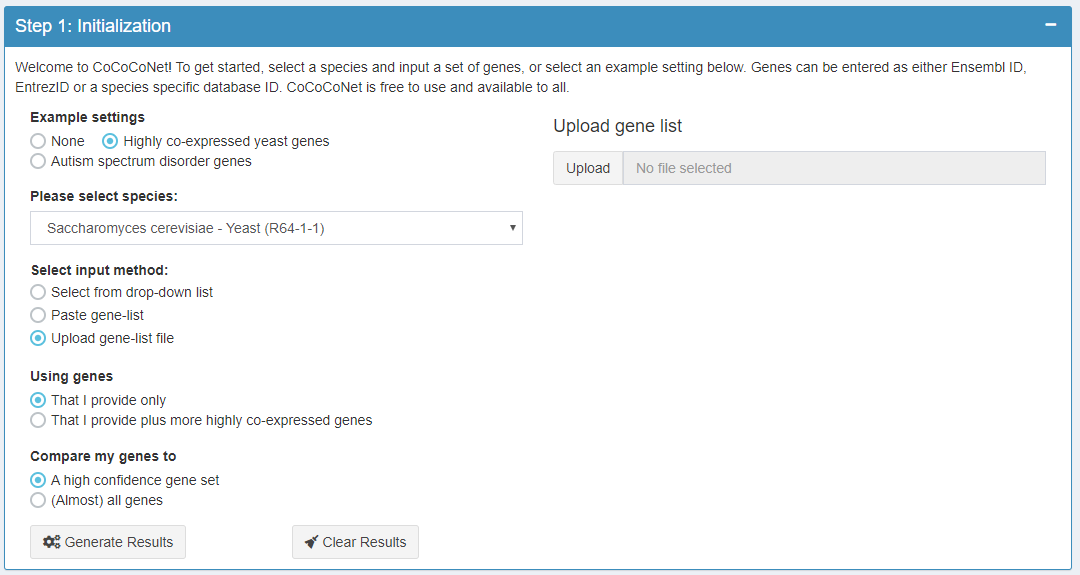 Step 1: Initialization
Welcome to CoCoCoNet! To get started, select a species and input a set of genes, or select an example setting below. Genes can be entered as either Ensembl ID,
EntrezID or a species specific database ID. CoCoCoNet is free to use and available to all.
Example settings
None
Highly co-expressed yeast genes
Autism spectrum disorder genes
Please select species:
Saccharomyces cerevisiae - Yeast (R64-1-1)
Select input method:
Select from drop-down list
Paste gene-list
Upload gene-list file
Using genes
That I provide only
That I provide plus more highly co-expressed genes
Compare my genes to
A high confidence gene set
(Almost) all genes
Generate Results
Clear Results
Upload gene list
Upload
No file selected